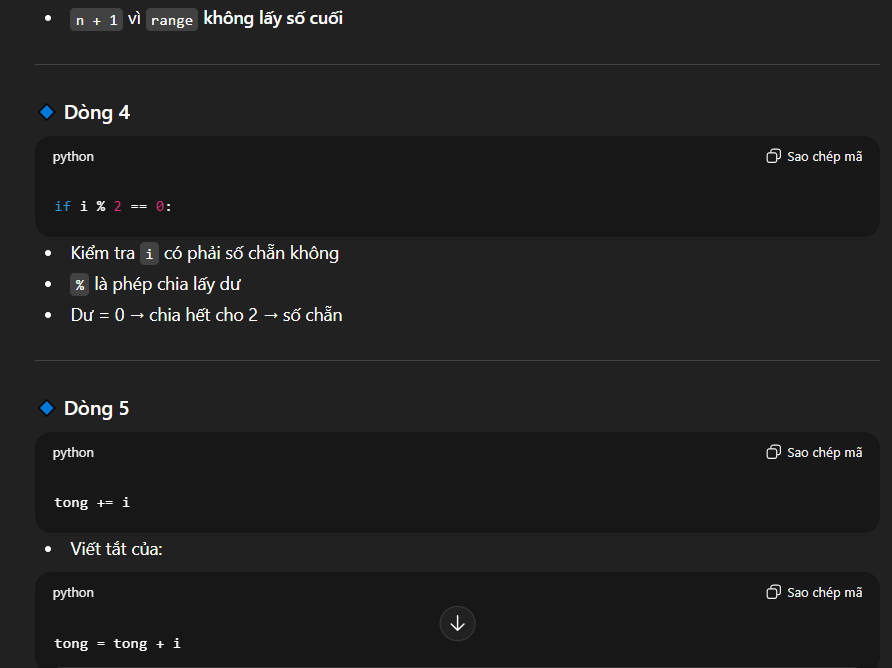 n + 1 vì range không lấy số cuối
Dòng 4
python
Sao chép mã
if i % 2 == 0:
Kiểm tra i có phải số chẵn không
% là phép chia lấy dư
Dư = 0 → chia hết cho 2 → số chẵn
Dòng 5
python
Sao chép mã
tong += i
Viết tắt của:
python
Sao chép mã
tong = tong + i